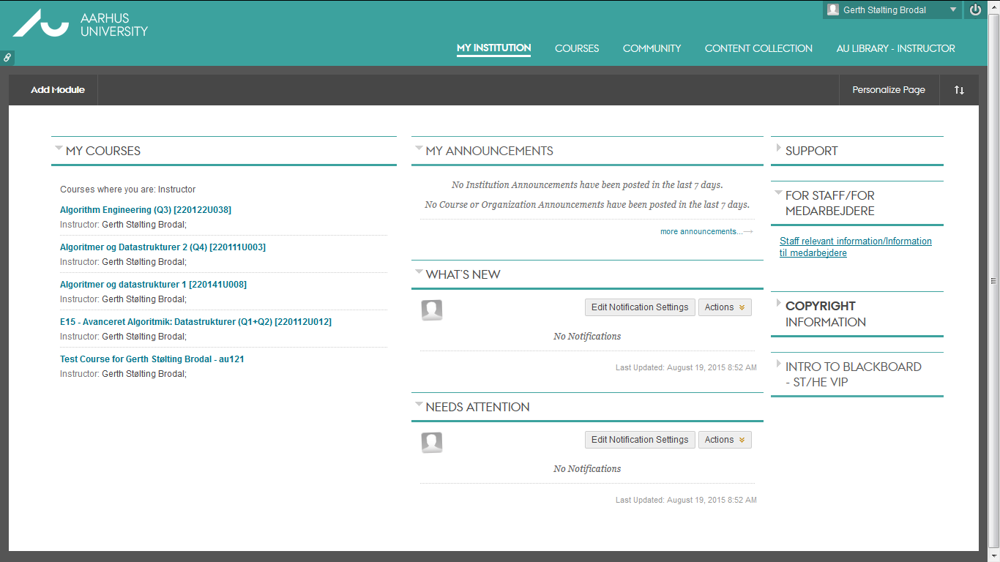 AARHUS
UNIVERSITY
Gerth Stølting Brodal
MY INSTITUTION COURSES COMMUNITY CONTENT COLLECTION AU LIBRARY - INSTRUCTOR
Add Module Personalize Page
MY COURSES
Courses where you are: Instructor
Algorithm Engineering (Q3) [220122U038]
Instructor: Gerth Stølting Brodal;
Algoritmer og Datastrukturer 2 (Q4) [220111U003]
Instructor: Gerth Stølting Brodal;
Algoritmer og datastrukturer 1 [220141U008]
Instructor: Gerth Stølting Brodal;
E15 - Avanceret Algoritmik: Datastrukturer (Q1+Q2) [220112U012]
Instructor: Gerth Stølting Brodal;
Test Course for Gerth Stølting Brodal - au121
Instructor: Gerth Stølting Brodal;
MY ANNOUNCEMENTS
No Institution Announcements have been posted in the last 7 days.
No Course or Organization Announcements have been posted in the last 7 days.
more announcements...
WHAT'S NEW
Edit Notification Settings Actions
No Notifications
Last Updated: August 19, 2015 8:52 AM
NEEDS ATTENTION
Edit Notification Settings Actions
No Notifications
Last Updated: August 19, 2015 8:52 AM
SUPPORT
FOR STAFF/FOR
MEDARBEJDERE
Staff relevant information/Information
til medarbejdere
COPYRIGHT
INFORMATION
INTRO TO BLACKBOARD
- ST/HE VIP